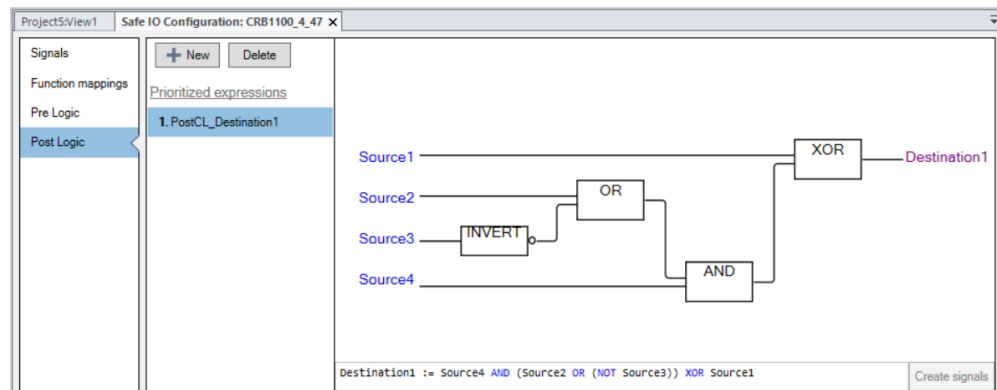 Project5:View1 Safe IO Configuration: CRB1100_4_47
Signals
Function mappings
Pre Logic
Post Logic
New Delete
Prioritized expressions
1. PostCL_Destination1
Source1
Source2
Source3
Source4
INVERT
OR
AND
XOR
Destination1
Destination1 := Source4 AND (Source2 OR (NOT Source3)) XOR Source1
Create signals